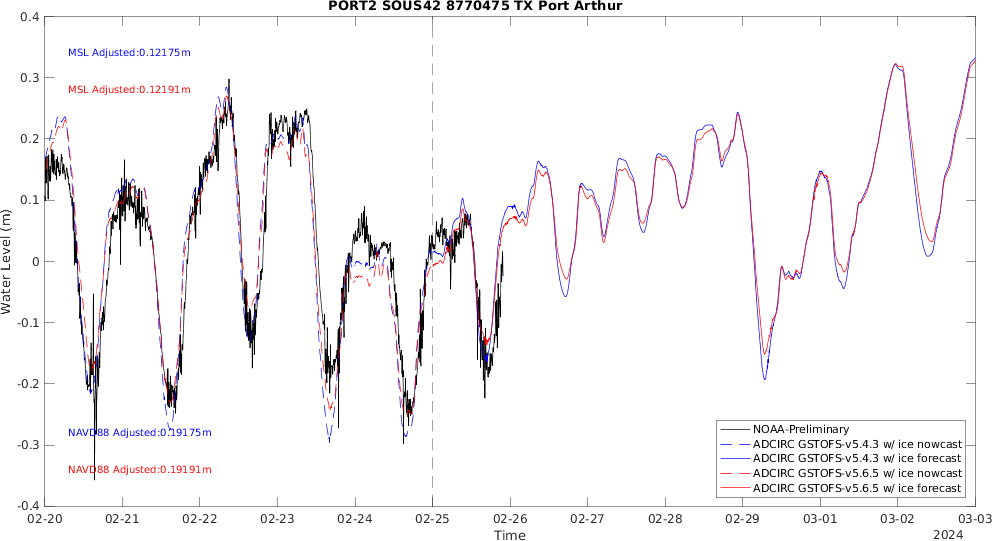 PORT2 SOUS42 8770475 TX Port Arthur
0.4
0.3
0.2
0.1
0
-0.1
-0.2
-0.3
-0.4
Water Level (m)
MSL Adjusted:0.12175m
MSL Adjusted:0.12191m
NAVD88 Adjusted:0.19175m
NAVD88 Adjusted:0.19191m
NOAA-Preliminary
ADCIRC GSTOFS-v5.4.3 w/ ice nowcast
ADCIRC GSTOFS-v5.4.3 w/ ice forecast
ADCIRC GSTOFS-v5.6.5 w/ ice nowcast
ADCIRC GSTOFS-v5.6.5 w/ ice forecast
02-20 02-21 02-22 02-23 02-24 02-25 02-26 02-27 02-28 02-29 03-01 03-02 03-03
Time
2024